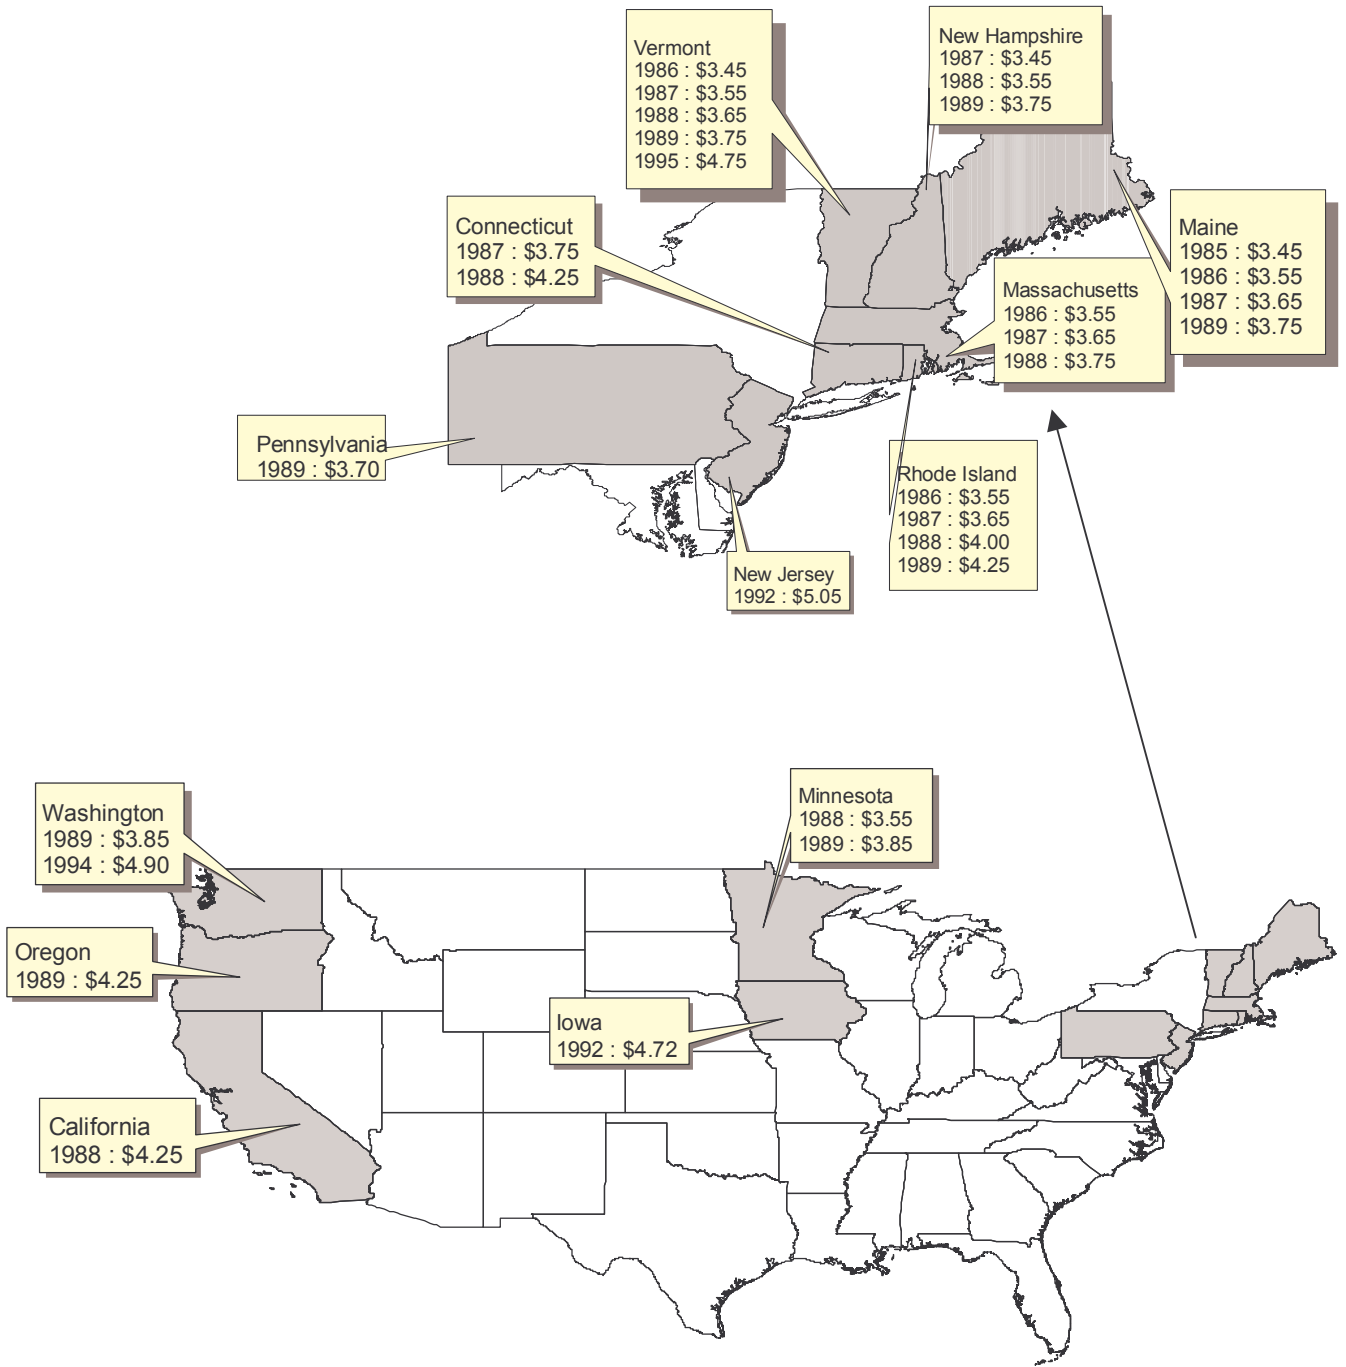 Vermont
1986 : $3.45
1987 : $3.55
1988 : $3.65
1989 : $3.75
1995 : $4.75
New Hampshire
1987 : $3.45
1988 : $3.55
1989 : $3.75
Connecticut
1987 : $3.75
1988 : $4.25
Maine
1985 : $3.45
1986 : $3.55
1987 : $3.65
1989 : $3.75
Massachusetts
1986 : $3.55
1987 : $3.65
1988 : $3.75
Pennsylvania
1989 : $3.70
Rhode Island
1986 : $3.55
1987 : $3.65
1988 : $4.00
1989 : $4.25
New Jersey
1992 : $5.05
Washington
1989 : $3.85
1994 : $4.90
Minnesota
1988 : $3.55
1989 : $3.85
Oregon
1989 : $4.25
Iowa
1992 : $4.72
California
1988 : $4.25